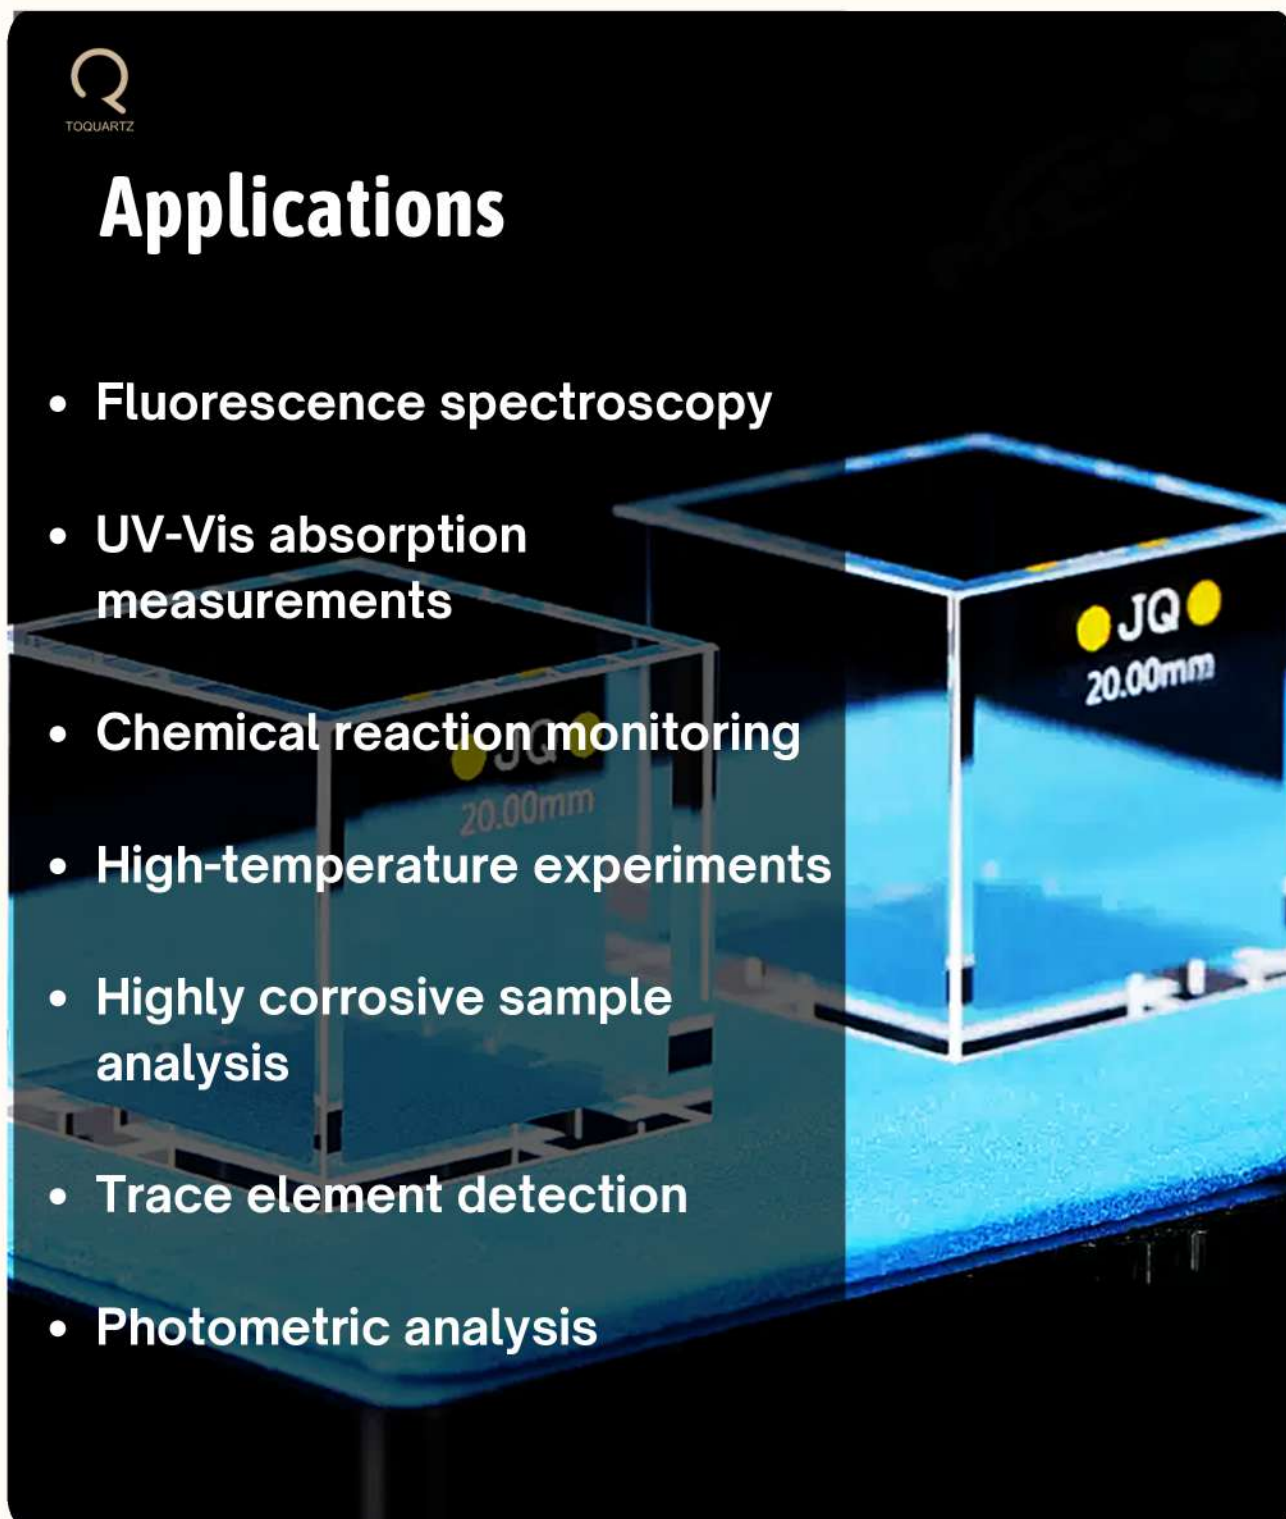 TOQUARTZ
Applications
• Fluorescence spectroscopy
• UV-Vis absorption
measurements
• Chemical reaction monitoring
• High-temperature experiments
• Highly corrosive sample
analysis
• Trace element detection
• Photometric analysis
JQ
20.00mm
JQ
20.00mm